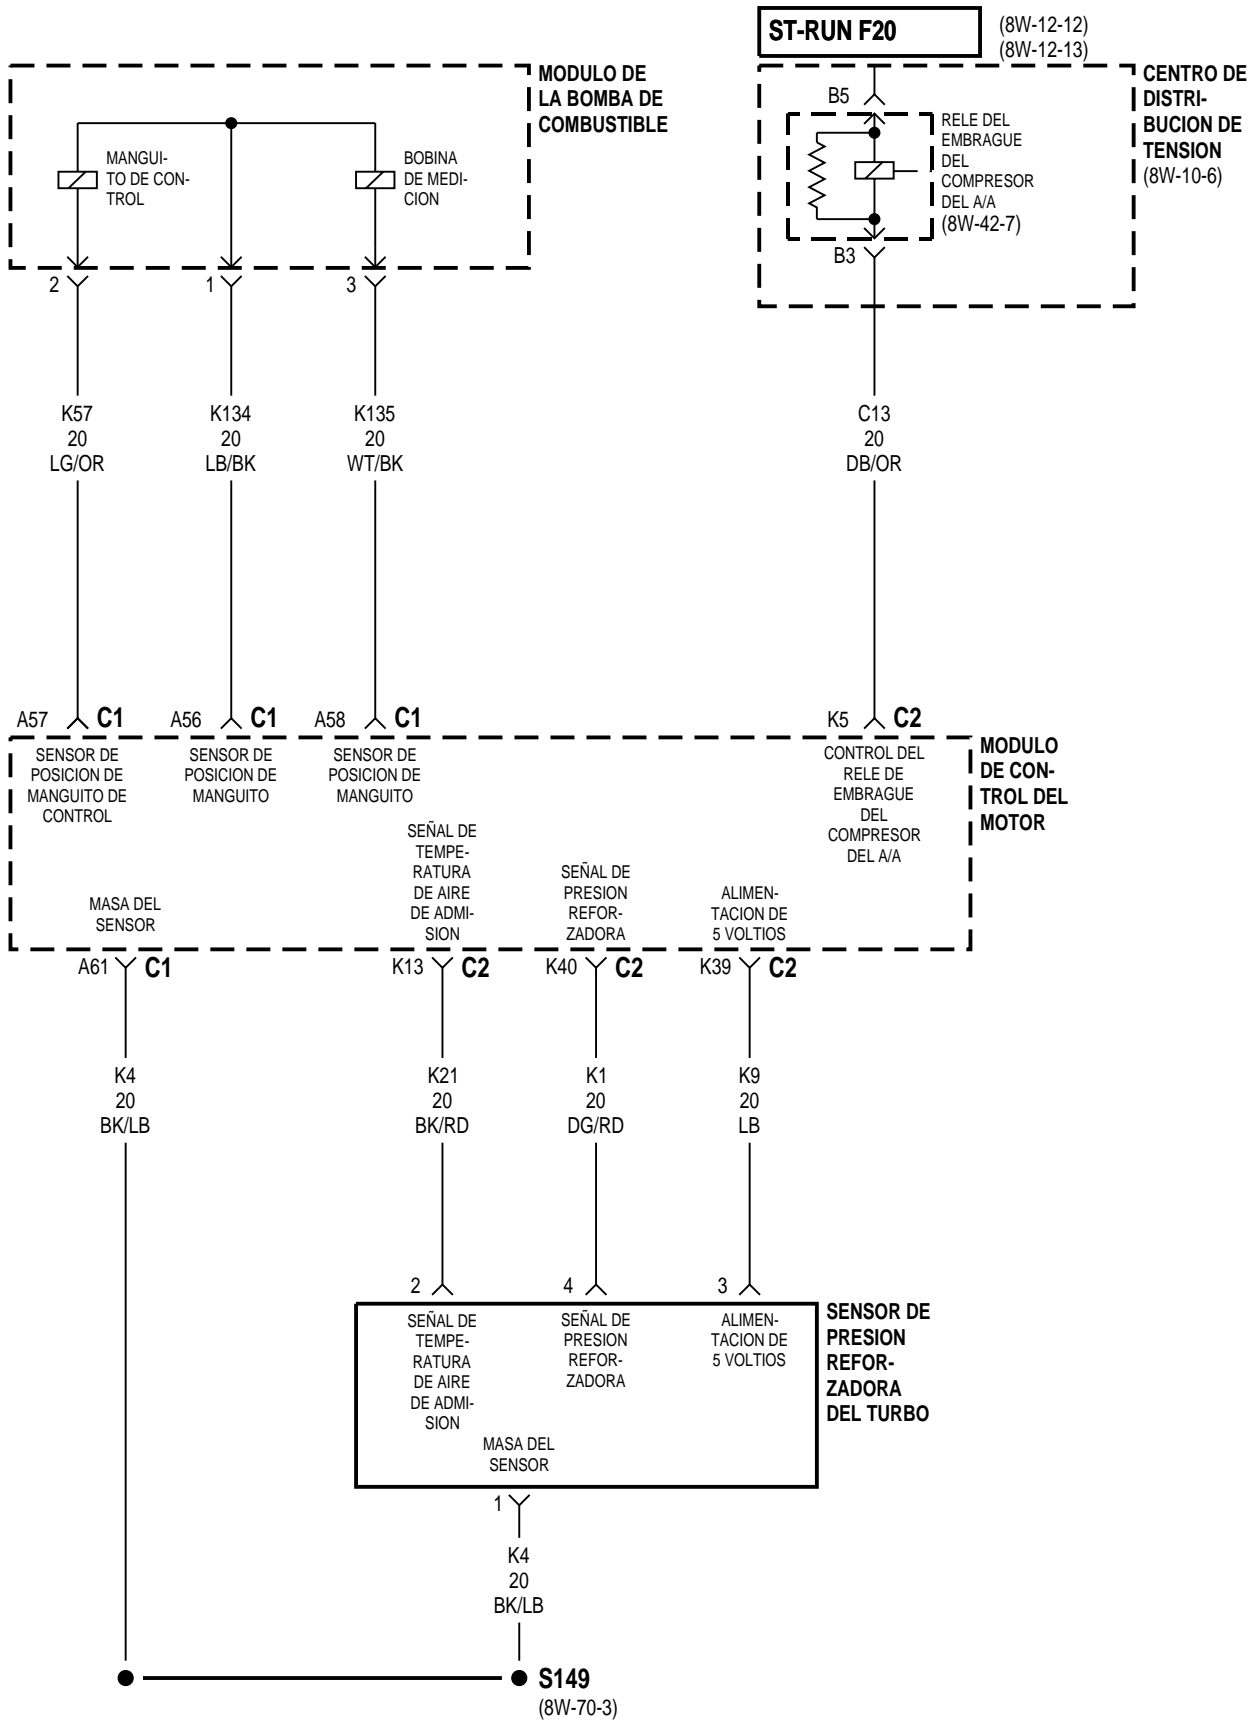 ST-RUN F20
(8W-12-12)
(8W-12-13)
MODULO DE
LA BOMBA DE
COMBUSTIBLE
MANGUI-
TO DE CON-
TROL
BOBINA
DE MEDI-
CION
2
1
3
CENTRO DE
DISTRI-
BUCION DE
TENSION
(8W-10-6)
B5
RELE DEL
EMBRAGUE
DEL
COMPRESOR
DEL A/A
(8W-42-7)
B3
K57
20
LG/OR
K134
20
LB/BK
K135
20
WT/BK
C13
20
DB/OR
A57 C1
A56 C1
A58 C1
K5 C2
SENSOR DE
POSICION DE
MANGUITO DE
CONTROL
SENSOR DE
POSICION DE
MANGUITO
SENSOR DE
POSICION DE
MANGUITO
CONTROL DEL
RELE DE
EMBRAGUE
DEL
COMPRESOR
DEL A/A
MODULO
DE CON-
TROL DEL
MOTOR
MASA DEL
SENSOR
SEÑAL DE
TEMPE-
RATURA
DE AIRE
DE ADMI-
SION
SEÑAL DE
PRESION
REFOR-
ZADORA
ALIMEN-
TACION DE
5 VOLTIOS
A61 C1
K13 C2
K40 C2
K39 C2
K4
20
BK/LB
K21
20
BK/RD
K1
20
DG/RD
K9
20
LB
2
4
3
SEÑAL DE
TEMPE-
RATURA
DE AIRE
DE ADMI-
SION
SEÑAL DE
PRESION
REFOR-
ZADORA
ALIMEN-
TACION DE
5 VOLTIOS
SENSOR DE
PRESION
REFOR-
ZADORA
DEL TURBO
MASA DEL
SENSOR
1
K4
20
BK/LB
S149
(8W-70-3)